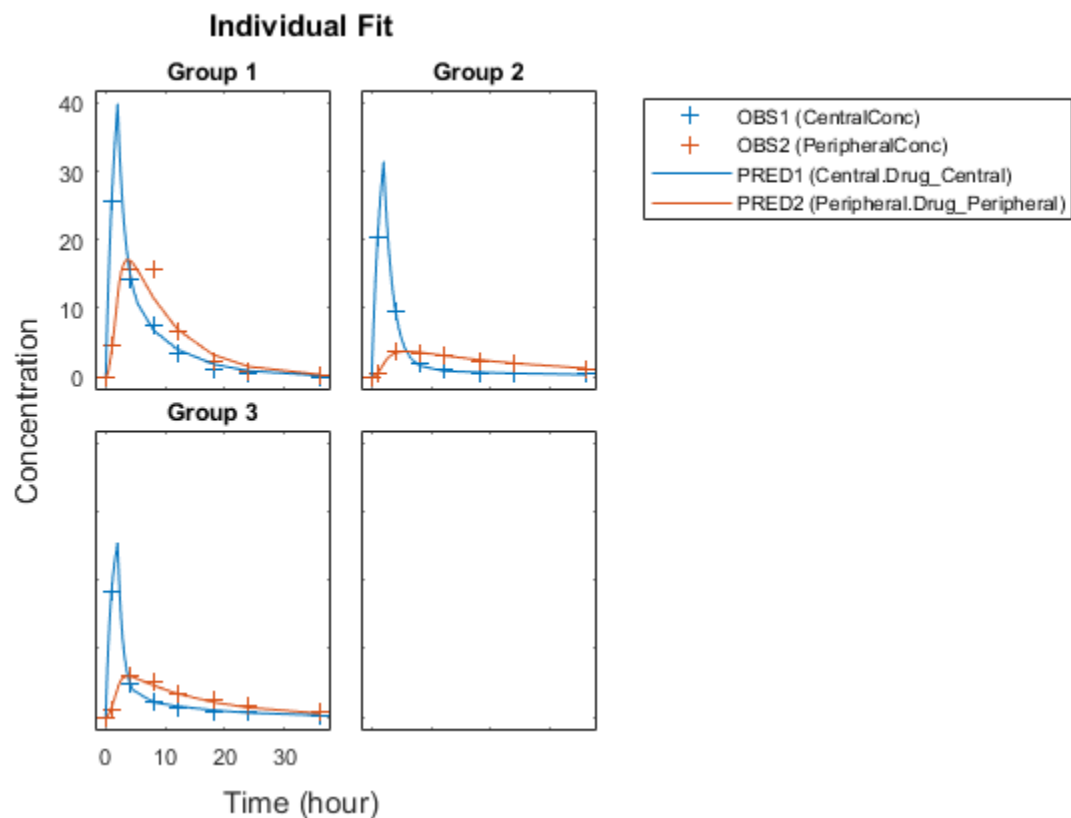 Individual Fit
Group 1
Group 2
OBS1 (CentralConc)
OBS2 (PeripheralConc)
PRED1 (Central.Drug_Central)
PRED2 (Peripheral.Drug_Peripheral)
40
30
20
10
0
Group 3
Concentration
0 10 20 30
Time (hour)